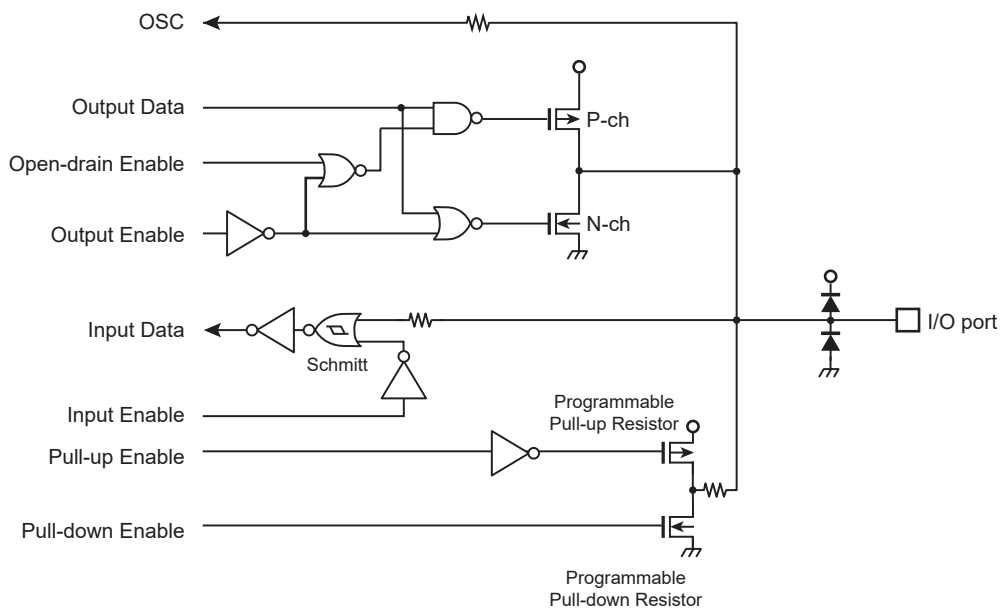 OSC
Output Data
P-ch
Open-drain Enable
Output Enable
N-ch
Input Data
Schmitt
I/O port
Input Enable
Programmable
Pull-up Resistor
Pull-up Enable
Pull-down Enable
Programmable
Pull-down Resistor